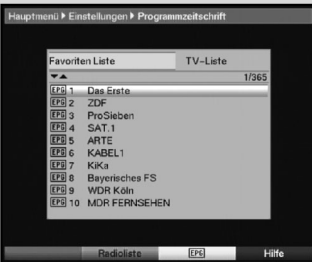 Hauptmenü ▶ Einstellungen ▶ Programmzeitschrift
Favoriten Liste TV-Liste
▼▲ 1/365
EPG 1 Das Erste
EPG 2 ZDF
EPG 3 ProSieben
EPG 4 SAT.1
EPG 5 ARTE
EPG 6 KABEL1
EPG 7 KiKa
EPG 8 Bayerisches FS
EPG 9 WDR Köln
EPG 10 MDR FERNSEHEN
Radioliste EPG Hilfe